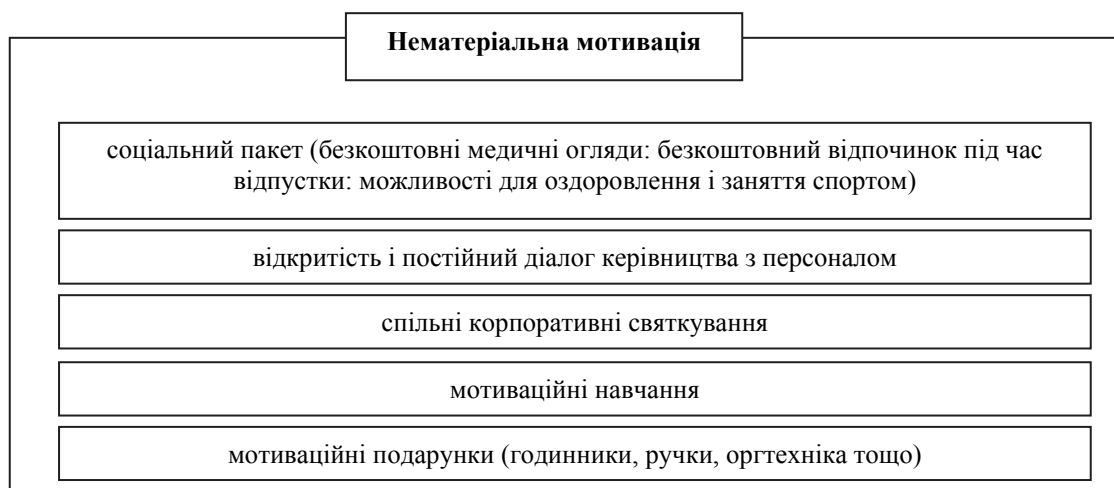 Нематеріальна мотивація
соціальний пакет (безкоштовні медичні огляди: безкоштовний відпочинок під час
відпустки: можливості для оздоровлення і заняття спортом)
відкритість і постійний діалог керівництва з персоналом
спільні корпоративні святкування
мотиваційні навчання
мотиваційні подарунки (годинники, ручки, оргтехніка тощо)